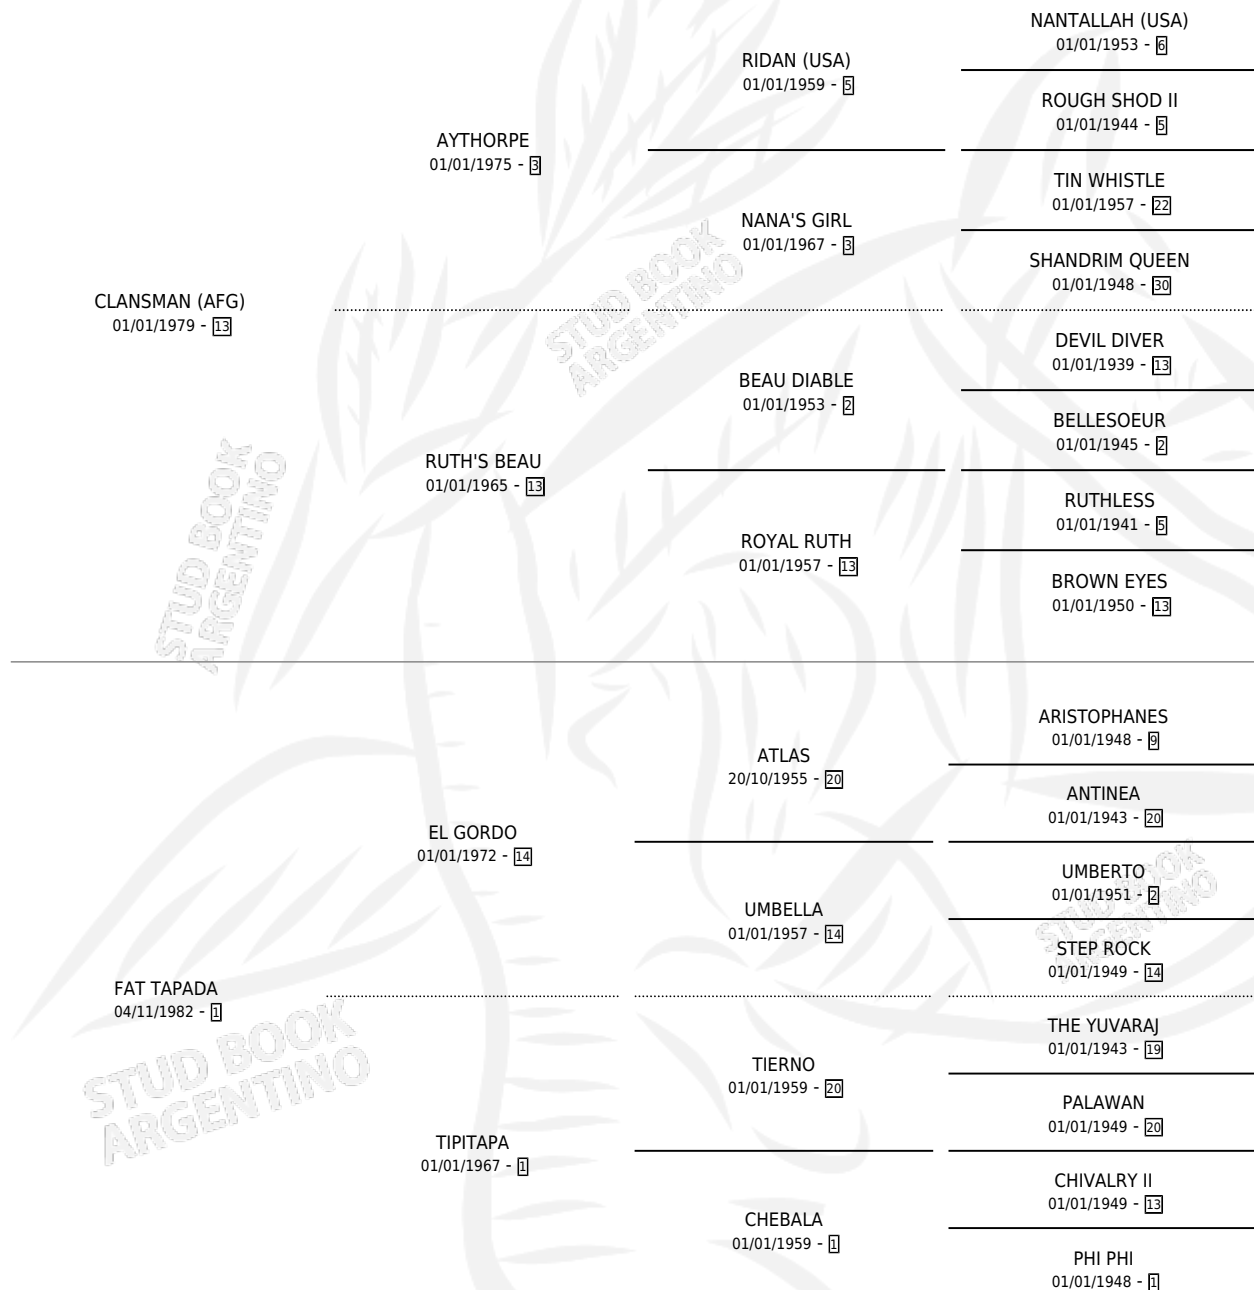 NANTALLAH (USA)
01/01/1953 - 6
RIDAN (USA)
01/01/1959 - 5
ROUGH SHOD II
01/01/1944 - 5
AYTHORPE
01/01/1975 - 3
TIN WHISTLE
01/01/1957 - 22
NANA'S GIRL
01/01/1967 - 3
SHANDRIM QUEEN
01/01/1948 - 30
CLANSMAN (AFG)
01/01/1979 - 13
DEVIL DIVER
01/01/1939 - 13
BEAU DIABLE
01/01/1953 - 2
BELLESOEUR
01/01/1945 - 2
RUTH'S BEAU
01/01/1965 - 13
RUTHLESS
01/01/1941 - 5
ROYAL RUTH
01/01/1957 - 13
BROWN EYES
01/01/1950 - 13
ARISTOPHANES
01/01/1948 - 9
ATLAS
20/10/1955 - 20
ANTINEA
01/01/1943 - 20
EL GORDO
01/01/1972 - 14
UMBERTO
01/01/1951 - 2
UMBELLA
01/01/1957 - 14
STEP ROCK
01/01/1949 - 14
FAT TAPADA
04/11/1982 - 1
THE YUVARAJ
01/01/1943 - 19
TIERNO
01/01/1959 - 20
PALAWAN
01/01/1949 - 20
TIPITAPA
01/01/1967 - 1
CHIVALRY II
01/01/1949 - 13
CHEBALA
01/01/1959 - 1
PHI PHI
01/01/1948 - 1
STUD BOOK
ARGENTINO
STUD BOOK
ARGENTINO
STUD BOOK
ARGENTINO
STUD BOOK
ARGENTINO